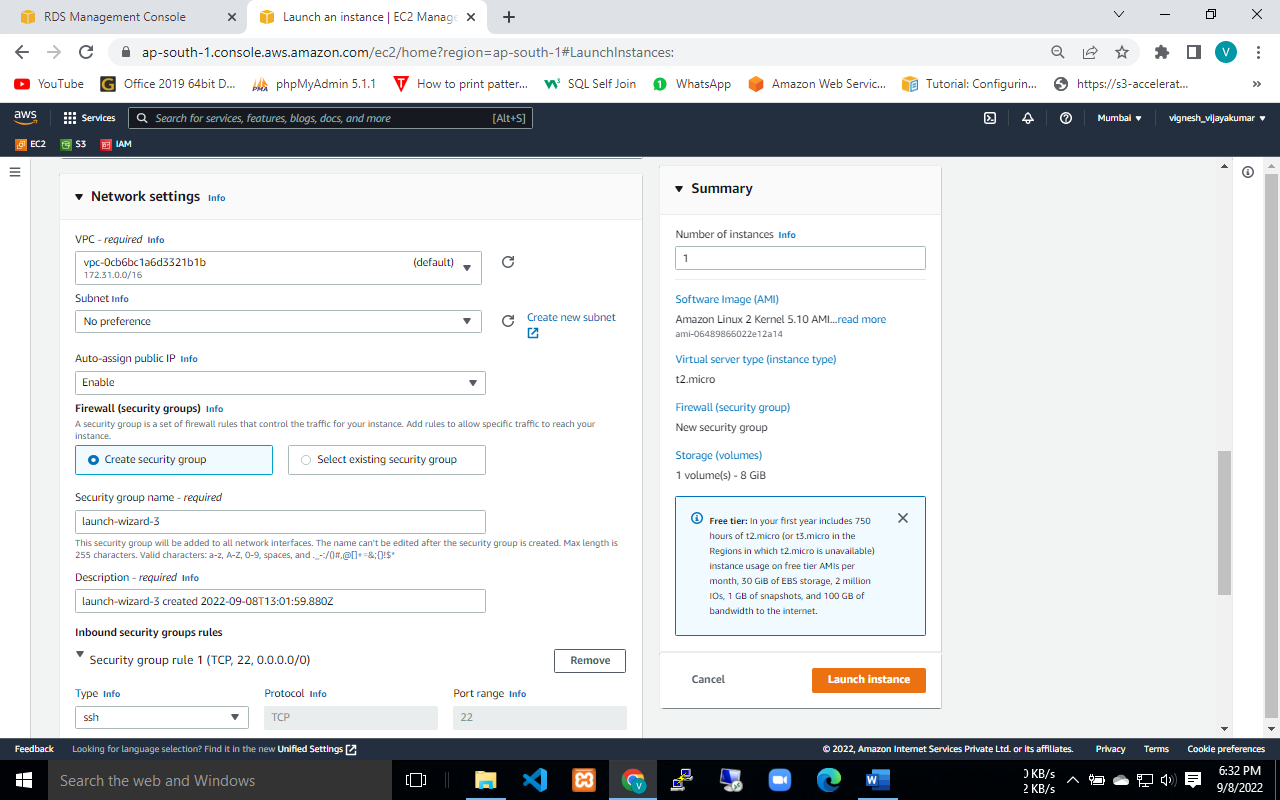 RDS Management Console
Launch an instance | EC2 Manage
ap-south-1.console.aws.amazon.com/ec2/home?region=ap-south-1#LaunchInstances:
V
YouTube
Office 2019 64bit D...
phpMyAdmin 5.1.1
How to print patter...
SQL Self Join
WhatsApp
Amazon Web Servic...
Tutorial: Configurin...
https://s3-accelerat...
aws
Services
Search for services, features, blogs, docs, and more
[Alt+S]
Mumbai
vignesh_vijayakumar
EC2
S3
IAM
Network settings Info
VPC - required Info
vpc-0cb6bc1a6d3321b1b (default)
172.31.0.0/16
Subnet Info
No preference
Create new subnet
Auto-assign public IP Info
Enable
Firewall (security groups) Info
A security group is a set of firewall rules that control the traffic for your instance. Add rules to allow specific traffic to reach your
instance.
Create security group
Select existing security group
Security group name - required
launch-wizard-3
This security group will be added to all network interfaces. The name can't be edited after the security group is created. Max length is
255 characters. Valid characters: a-z, A-Z, 0-9, spaces, and ._-:/()#,@[]+=&;{}!$*
Description - required Info
launch-wizard-3 created 2022-09-08T13:01:59.880Z
Inbound security groups rules
Security group rule 1 (TCP, 22, 0.0.0.0/0)
Remove
Type Info
Protocol Info
Port range Info
ssh
TCP
22
Summary
Number of instances Info
1
Software Image (AMI)
Amazon Linux 2 Kernel 5.10 AMI...read more
ami-06489866022e12a14
Virtual server type (instance type)
t2.micro
Firewall (security group)
New security group
Storage (volumes)
1 volume(s) - 8 GiB
Free tier: In your first year includes 750
hours of t2.micro (or t3.micro in the
Regions in which t2.micro is unavailable)
instance usage on free tier AMIs per
month, 30 GiB of EBS storage, 2 million
IOs, 1 GB of snapshots, and 100 GB of
bandwidth to the internet.
Cancel
Launch instance
Feedback
Looking for language selection? Find it in the new Unified Settings
© 2022, Amazon Internet Services Private Ltd. or its affiliates.
Privacy
Terms
Cookie preferences
Search the web and Windows
0 KB/s
2 KB/s
6:32 PM
9/8/2022